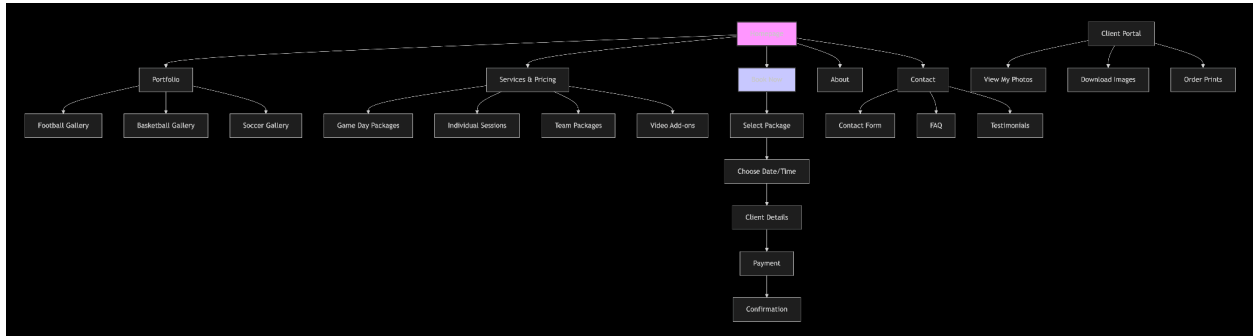 Client Portal
Portfolio
Services & Pricing
About
Contact
View My Photos
Download Images
Order Prints
Football Gallery
Basketball Gallery
Soccer Gallery
Game Day Packages
Individual Sessions
Team Packages
Video Add-ons
Select Package
Contact Form
FAQ
Testimonials
Choose Date/Time
Client Details
Payment
Confirmation